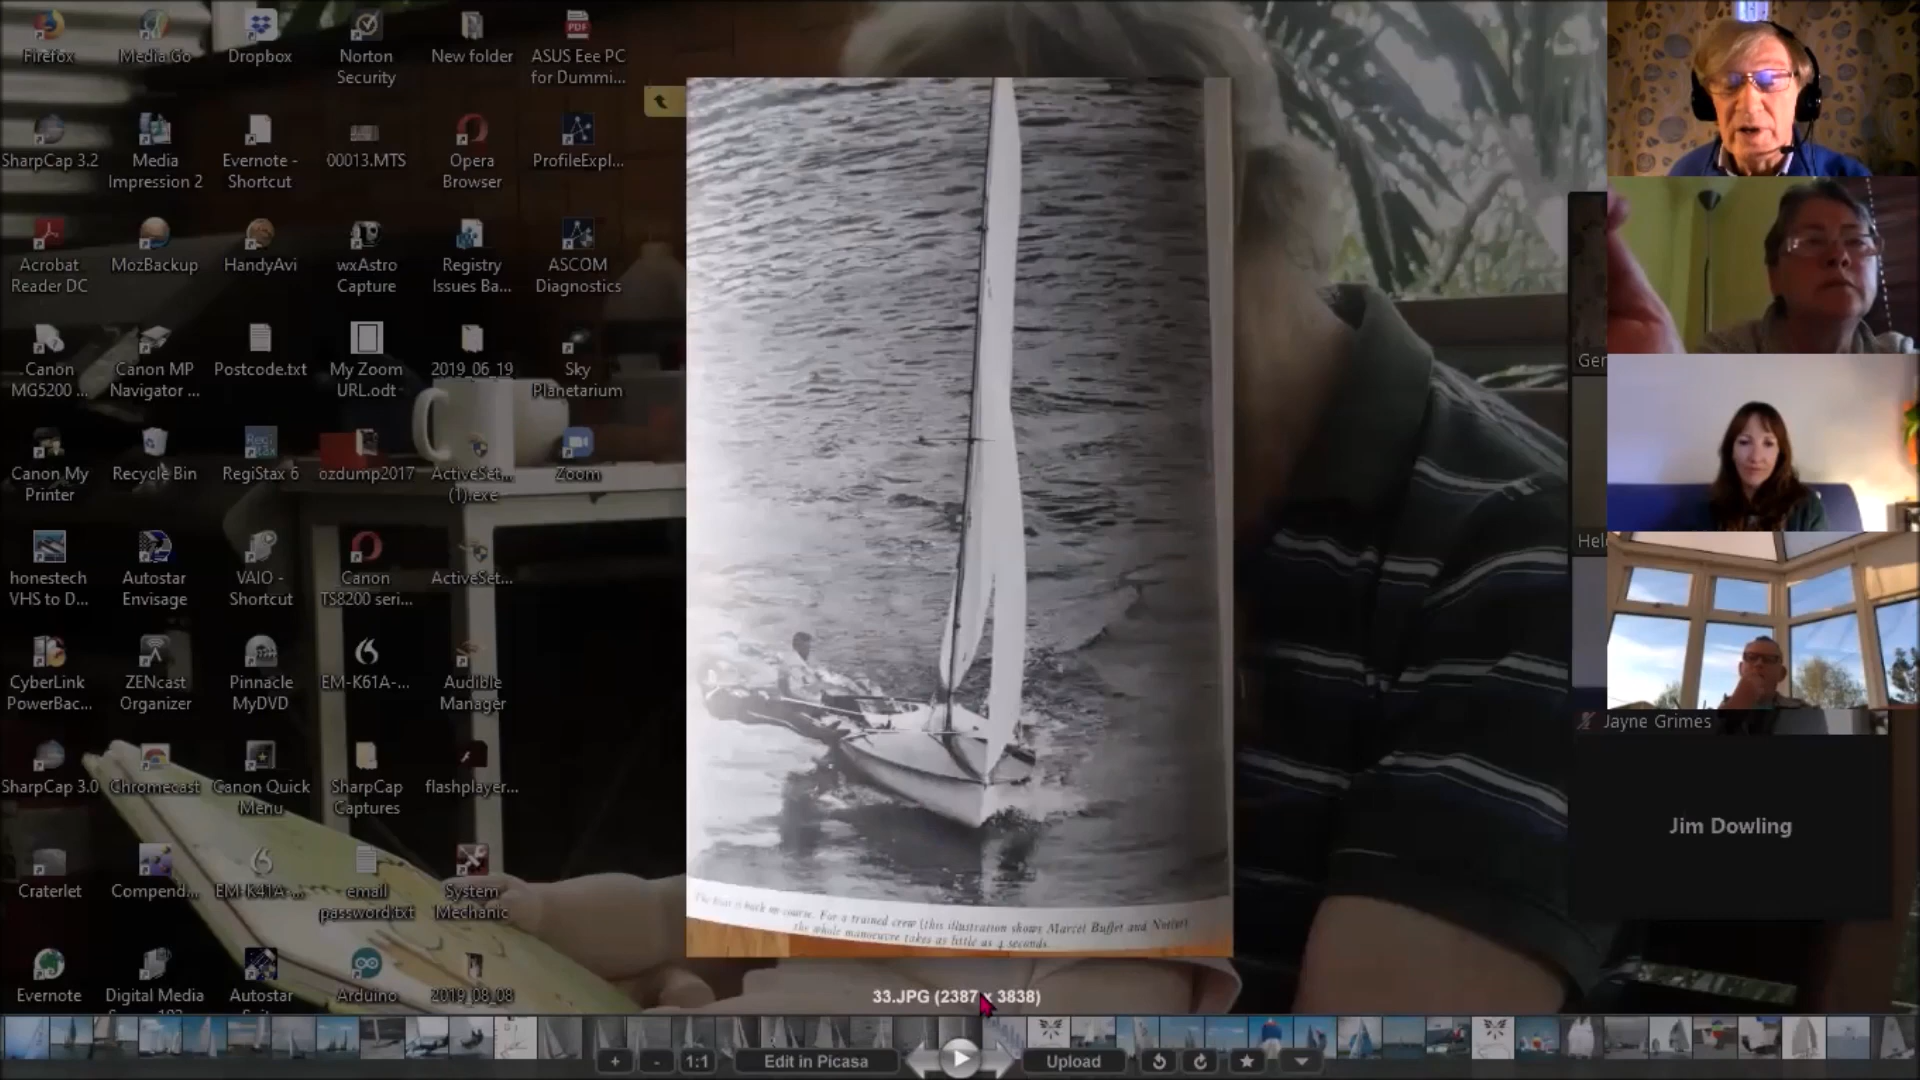 Firefox
Media Go
Dropbox
Norton
Security
New folder
ASUS Eee PC
for Dummi...
SharpCap 3.2
Media
Impression 2
Evernote -
Shortcut
00013.MTS
Opera
Browser
ProfileExpl...
Acrobat
Reader DC
MozBackup
HandyAvi
wxAstro
Capture
Registry
Issues Ba...
ASCOM
Diagnostics
Canon
MG5200 ...
Canon MP
Navigator ...
Postcode.txt
My Zoom
URL.odt
2019_06_19
Sky
Planetarium
Canon My
Printer
Recycle Bin
RegiStax 6
ozdump2017
ActiveSet...
(1).exe
Zoom
honestech
VHS to D...
Autostar
Envisage
VAIO -
Shortcut
Canon
TS8200 seri...
ActiveSet...
CyberLink
PowerBac...
ZENcast
Organizer
Pinnacle
MyDVD
EM-K61A-...
Audible
Manager
SharpCap 3.0
Chromecast
Canon Quick
Menu
SharpCap
Captures
flashplayer...
Craterlet
Compend...
EM-K41A-...
email
password.txt
System
Mechanic
Evernote
Digital Media
Autostar
Arduino
2019_08_08
The boat is back on course. For a trained crew (this illustration shows Marcel Buffet and Notter)
the whole manoeuvre takes as little as 4 seconds.
33.JPG (2387 x 3838)
+ - 1:1 Edit in Picasa Upload
Ger
Hel
Jayne Grimes
Jim Dowling